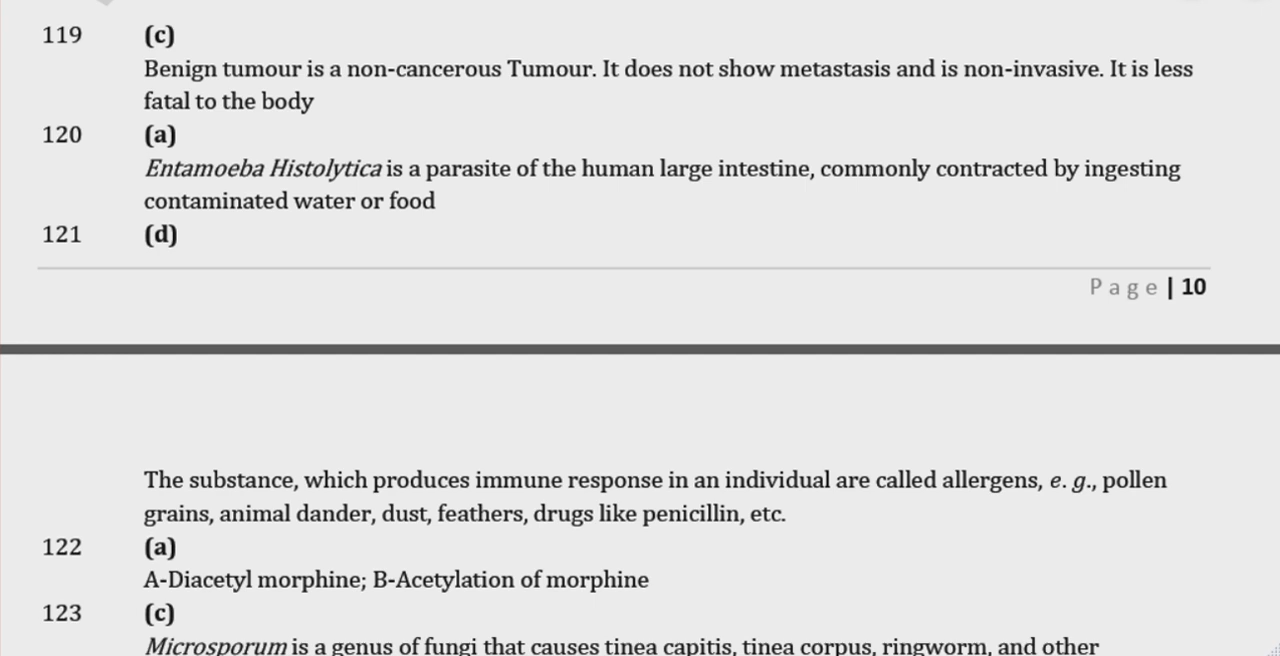 119 (c)
Benign tumour is a non-cancerous Tumour. It does not show metastasis and is non-invasive. It is less
fatal to the body
120 (a)
Entamoeba Histolytica is a parasite of the human large intestine, commonly contracted by ingesting
contaminated water or food
121 (d)
Page | 10
The substance, which produces immune response in an individual are called allergens, e. g., pollen
grains, animal dander, dust, feathers, drugs like penicillin, etc.
122 (a)
A-Diacetyl morphine; B-Acetylation of morphine
123 (c)
Microsporum is a genus of fungi that causes tinea capitis, tinea corpus, ringworm, and other